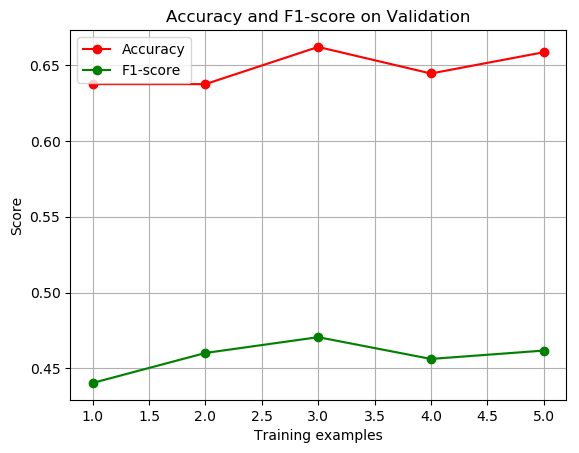 Accuracy and F1-score on Validation
Accuracy
F1-score
0.65
0.60
0.55
0.50
0.45
Score
1.0 1.5 2.0 2.5 3.0 3.5 4.0 4.5 5.0
Training examples